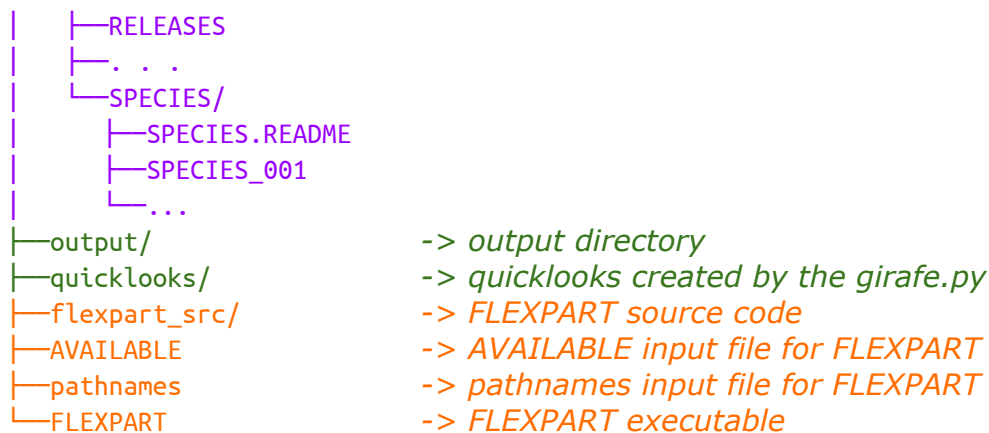 │   ├──RELEASES
│   ├──. . .
│   └──SPECIES/
│      ├──SPECIES.README
│      ├──SPECIES_001
│      └──...
├──output/ -> output directory
├──quicklooks/ -> quicklooks created by the girafe.py
├──flexpart_src/ -> FLEXPART source code
├──AVAILABLE -> AVAILABLE input file for FLEXPART
├──pathnames -> pathnames input file for FLEXPART
└──FLEXPART -> FLEXPART executable